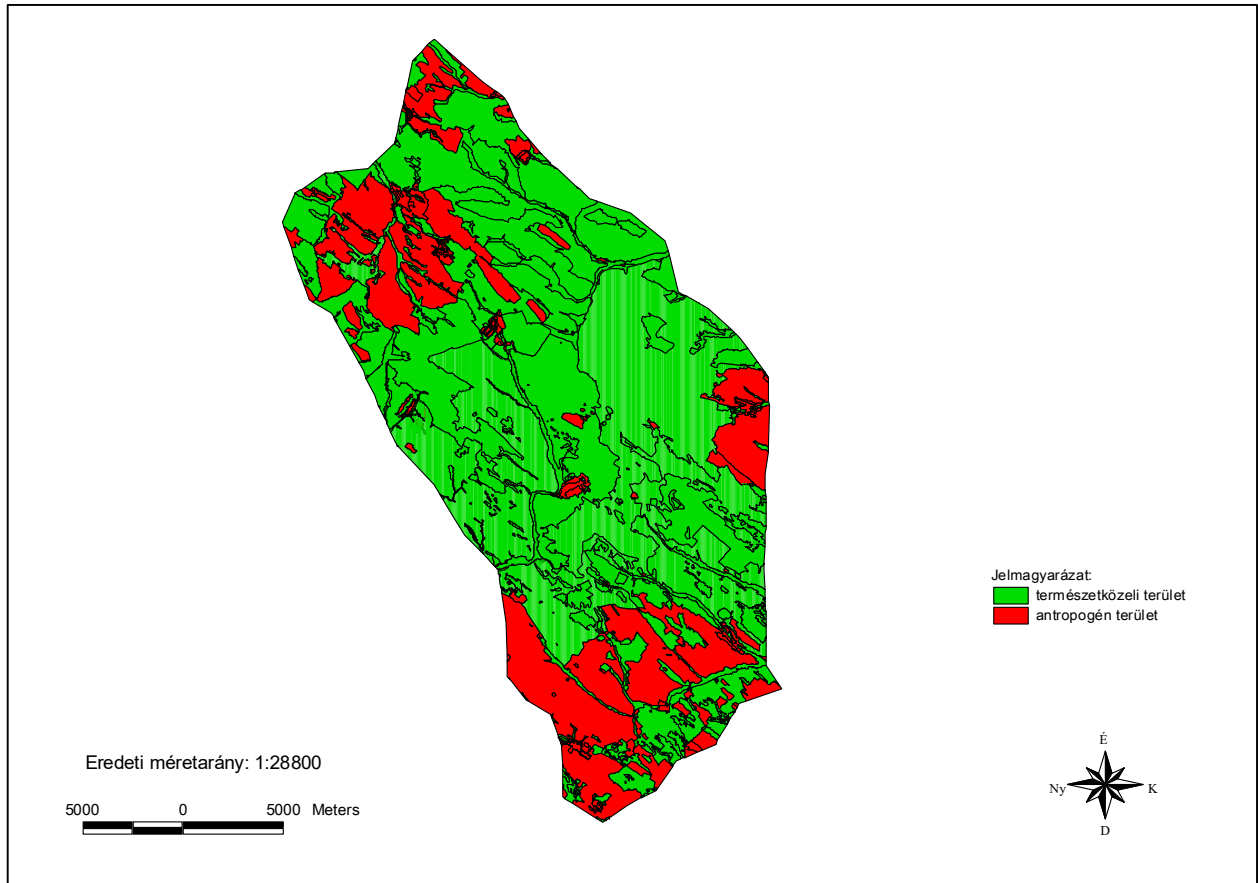 Jelmagyarázat:
természetközeli terület
antropogén terület
Eredeti méretarány: 1:28800
5000 0 5000 Meters
É
Ny K
D